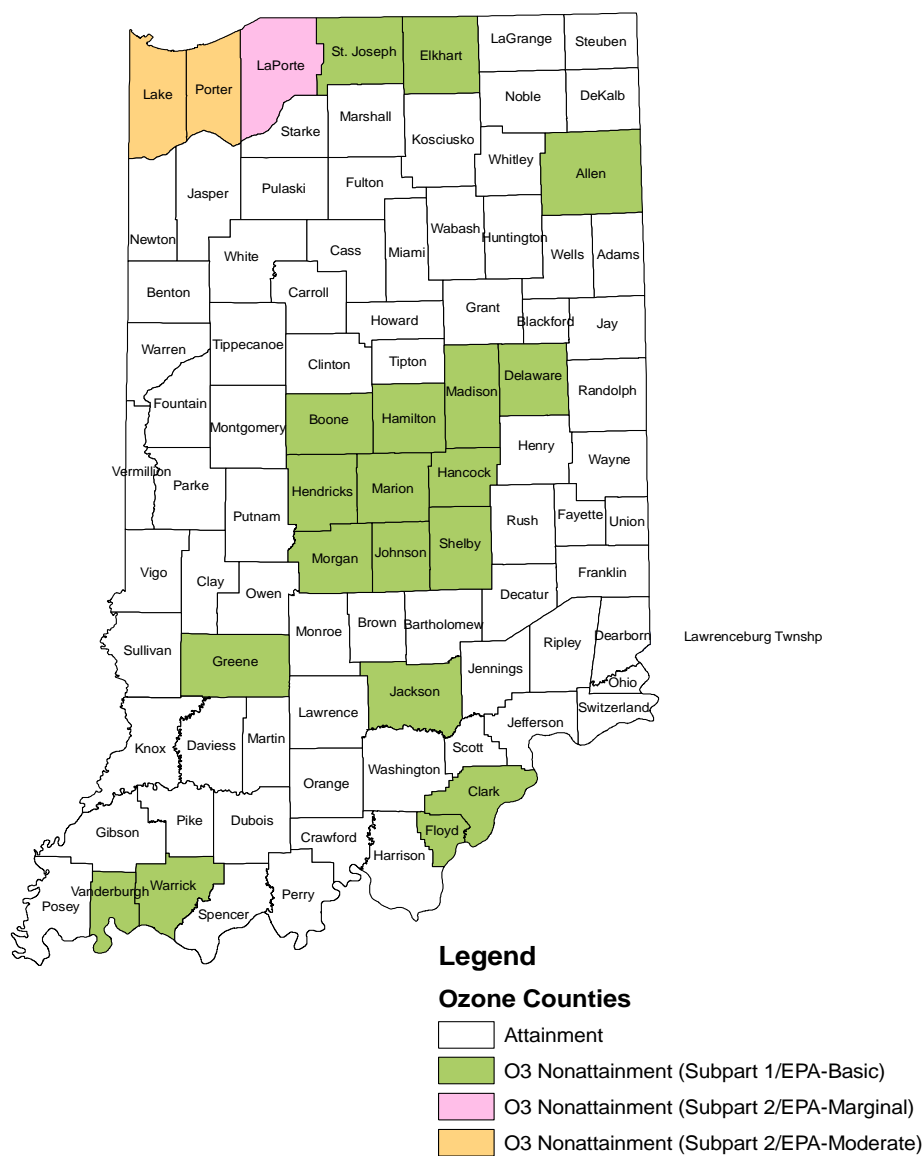 LaGrange
Steuben
St. Joseph
Elkhart
LaPorte
Lake
Porter
Noble
DeKalb
Marshall
Starke
Kosciusko
Whitley
Allen
Jasper
Pulaski
Fulton
Newton
White
Cass
Miami
Wabash
Huntington
Wells
Adams
Benton
Carroll
Grant
Howard
Blackford
Jay
Warren
Tippecanoe
Clinton
Tipton
Fountain
Montgomery
Boone
Hamilton
Madison
Delaware
Randolph
Henry
Wayne
Vermillion
Parke
Putnam
Hendricks
Marion
Hancock
Rush
Fayette
Union
Vigo
Clay
Owen
Morgan
Johnson
Shelby
Decatur
Franklin
Sullivan
Greene
Monroe
Brown
Bartholomew
Ripley
Dearborn
Lawrenceburg Twnshp
Jennings
Ohio
Switzerland
Jackson
Lawrence
Jefferson
Knox
Daviess
Martin
Scott
Washington
Orange
Clark
Gibson
Pike
Dubois
Crawford
Floyd
Harrison
Posey
Vanderburgh
Warrick
Spencer
Perry
Legend
Ozone Counties
Attainment
O3 Nonattainment (Subpart 1/EPA-Basic)
O3 Nonattainment (Subpart 2/EPA-Marginal)
O3 Nonattainment (Subpart 2/EPA-Moderate)